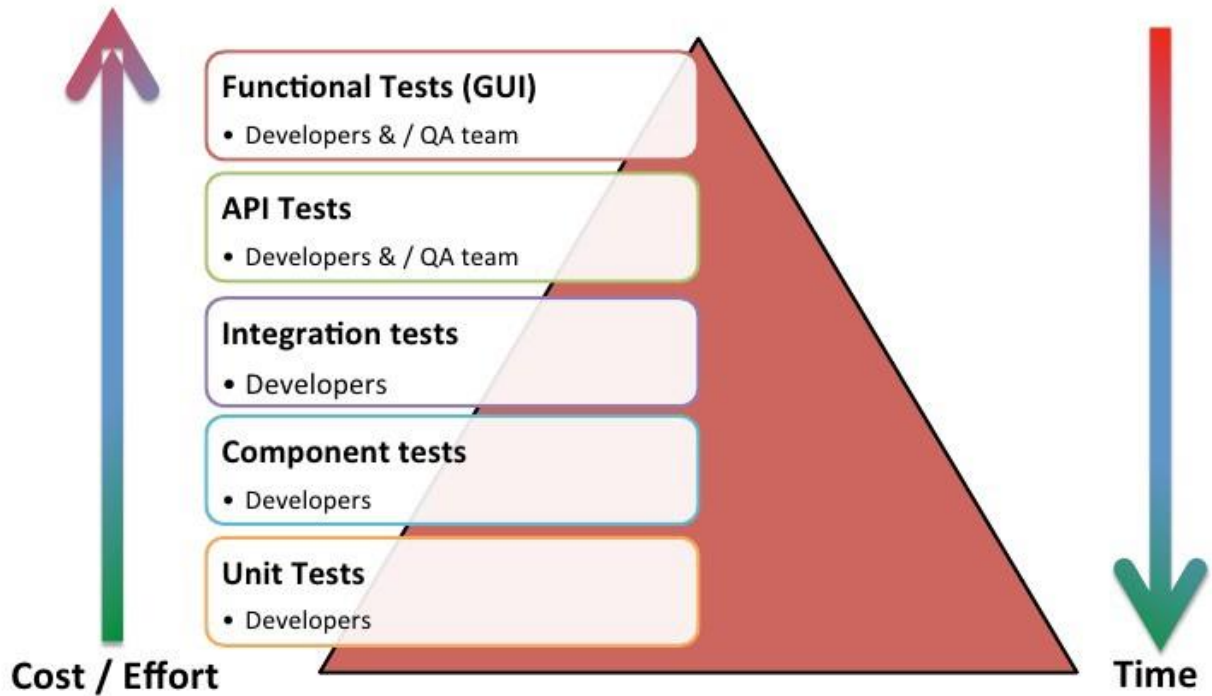 Functional Tests (GUI)
• Developers & / QA team
API Tests
• Developers & / QA team
Integration tests
• Developers
Component tests
• Developers
Unit Tests
• Developers
Cost / Effort
Time